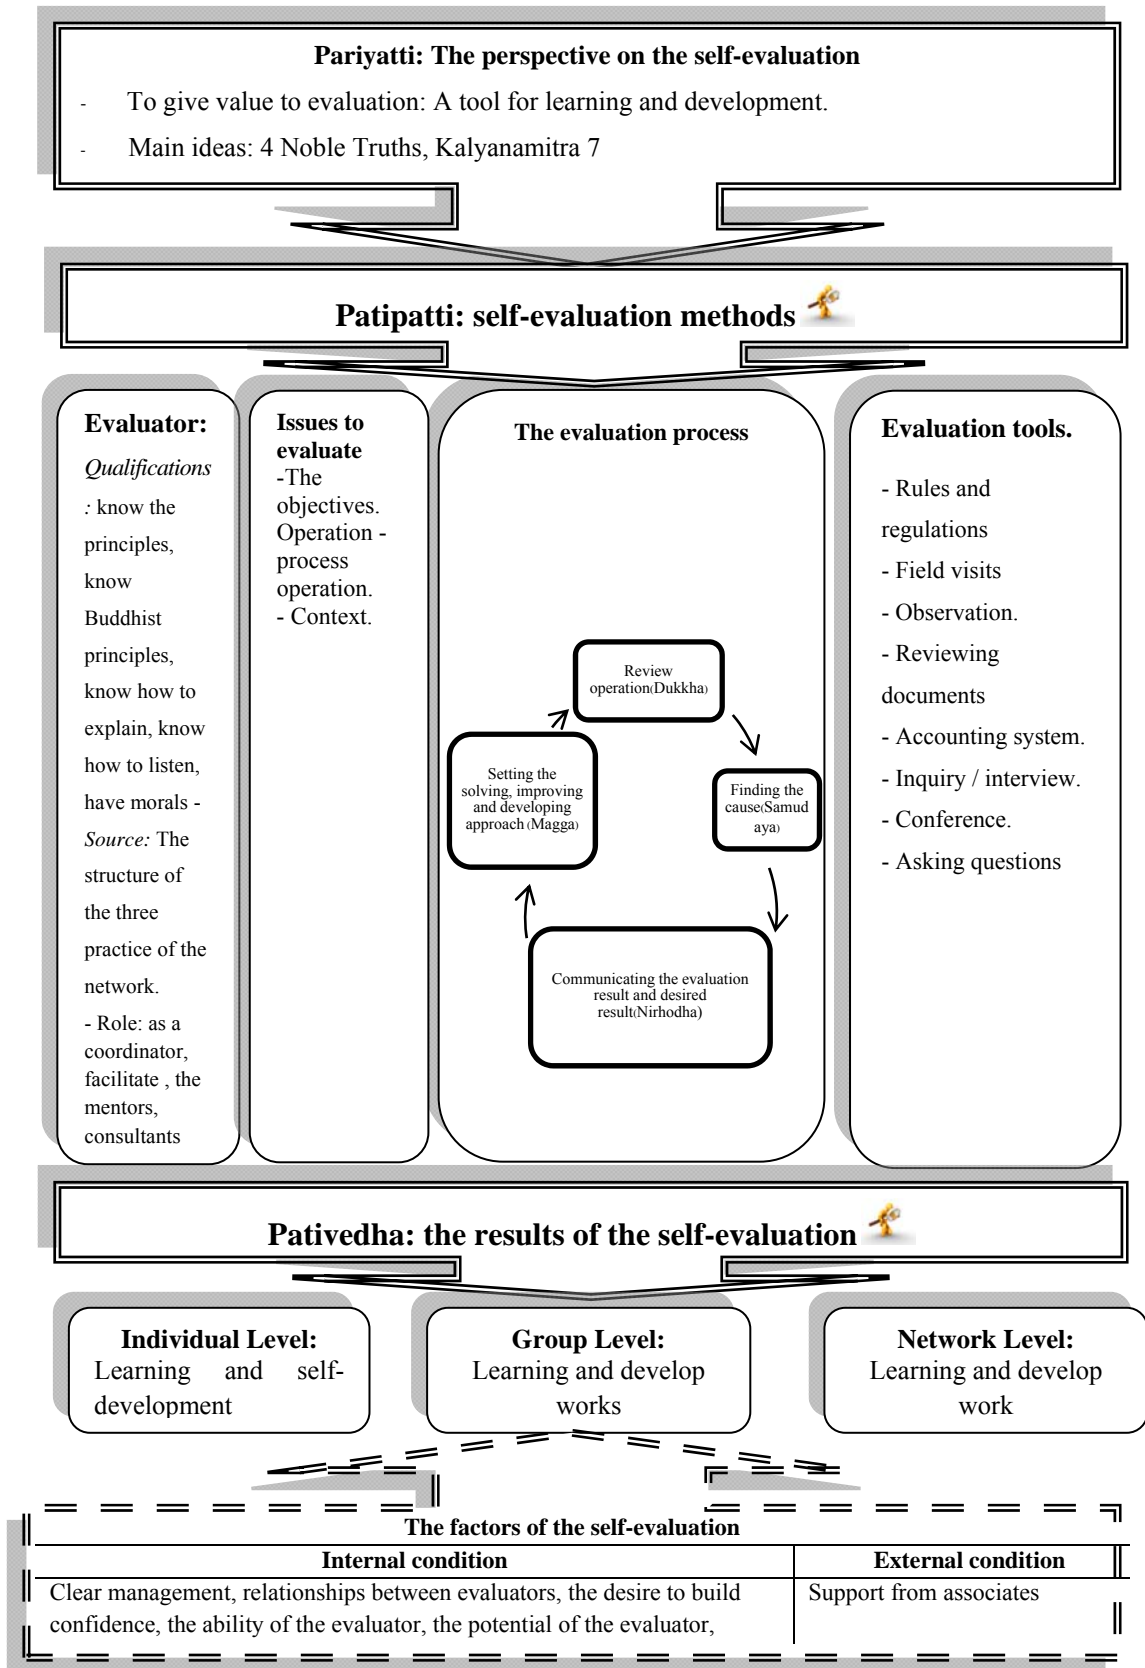 Pariyatti: The perspective on the self-evaluation
- To give value to evaluation: A tool for learning and development.
- Main ideas: 4 Noble Truths, Kalyanamitra 7
Patipatti: self-evaluation methods
Evaluator:
Qualifications
: know the
principles,
know
Buddhist
principles,
know how to
explain, know
how to listen,
have morals -
Source: The
structure of
the three
practice of the
network.
- Role: as a
coordinator,
facilitate , the
mentors,
consultants
Issues to
evaluate
-The
objectives.
Operation -
process
operation.
- Context.
The evaluation process
Review
operation(Dukkha)
Finding the
cause(Samud
aya)
Communicating the evaluation
result and desired
result(Nirhodha)
Setting the
solving, improving
and developing
approach (Magga)
Evaluation tools.
- Rules and
regulations
- Field visits
- Observation.
- Reviewing
documents
- Accounting system.
- Inquiry / interview.
- Conference.
- Asking questions
Pativedha: the results of the self-evaluation
Individual Level:
Learning and self-
development
Group Level:
Learning and develop
works
Network Level:
Learning and develop
work
The factors of the self-evaluation
Internal condition
External condition
Clear management, relationships between evaluators, the desire to build
confidence, the ability of the evaluator, the potential of the evaluator,
Support from associates